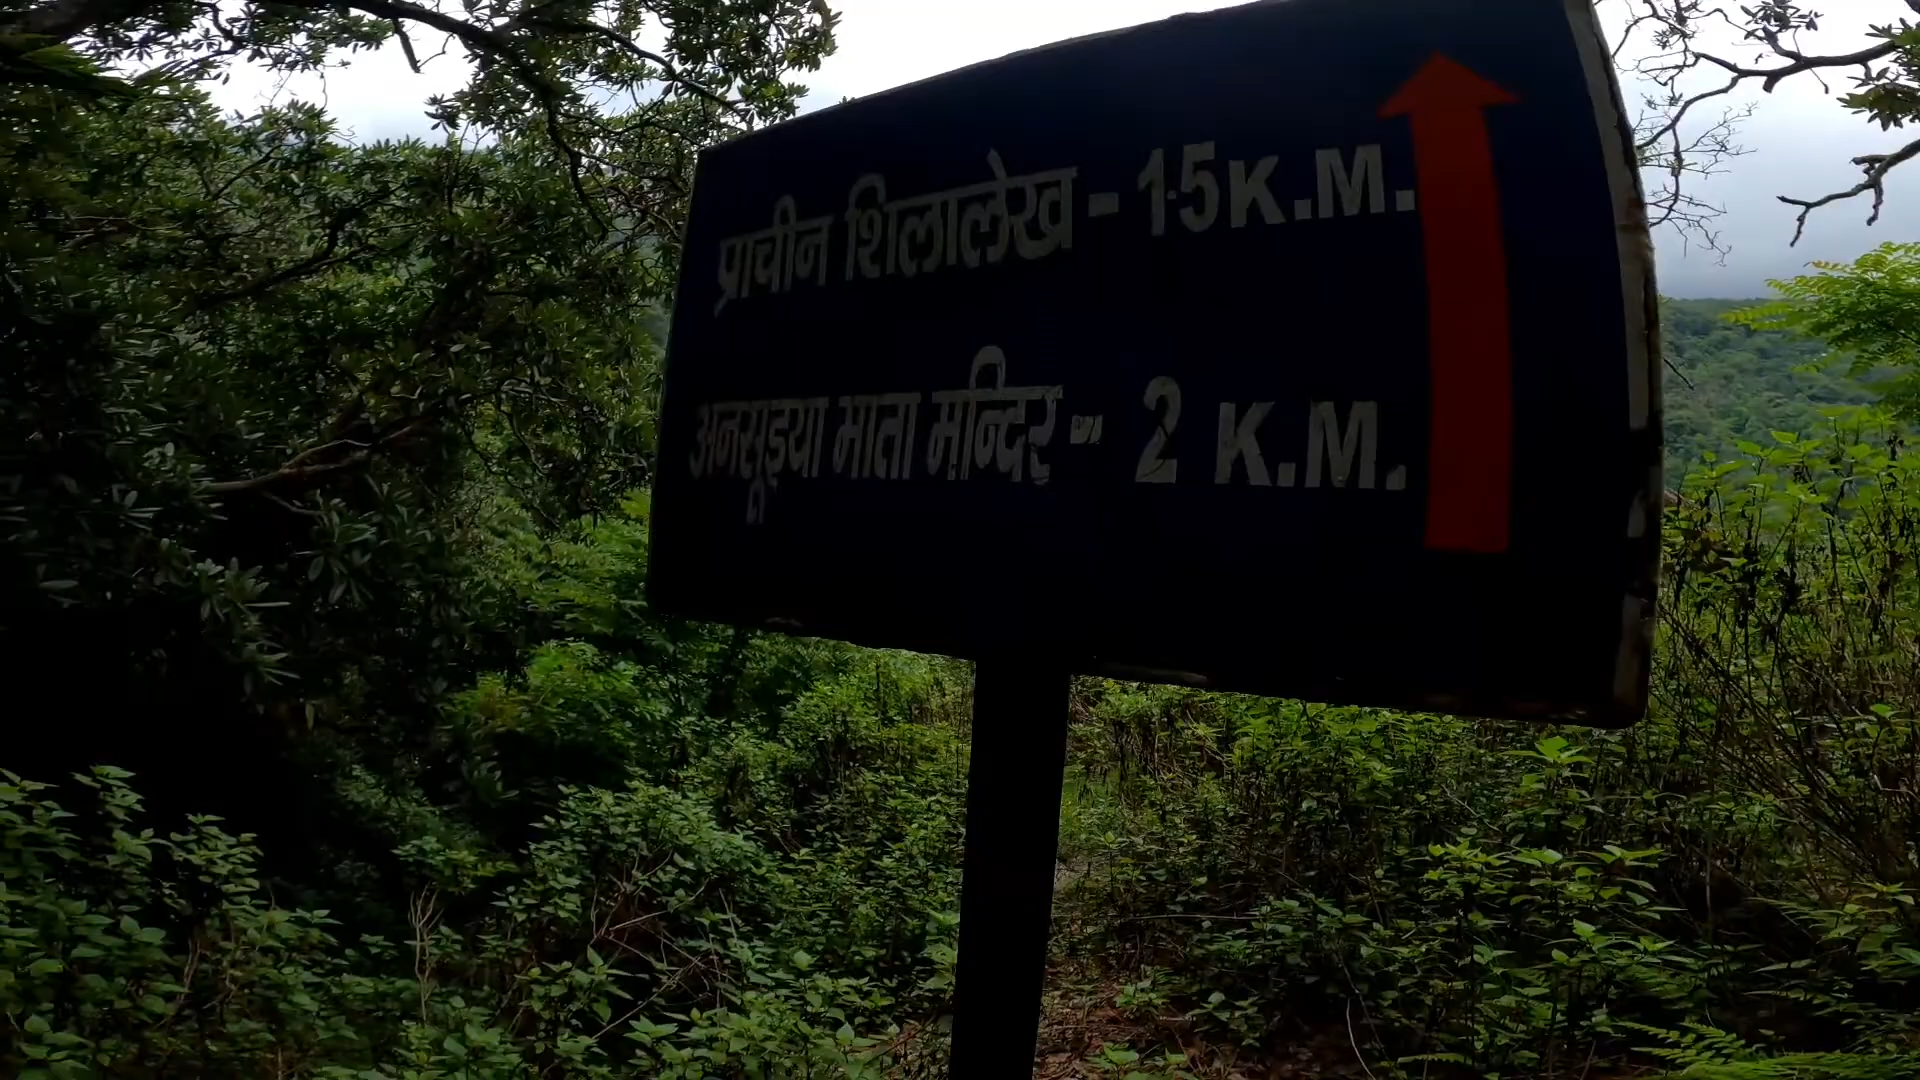 प्राचीन शिलालेख - 1.5K.M.
अनसूइया माता मन्दिर - 2 K.M.